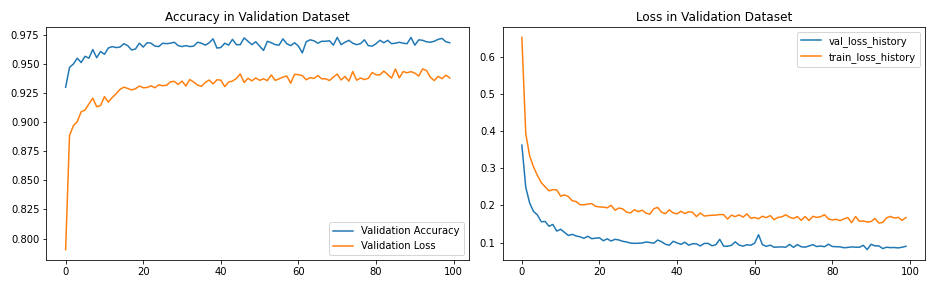 Accuracy in Validation Dataset
0.975
0.950
0.925
0.900
0.875
0.850
0.825
0.800
0 20 40 60 80 100
Validation Accuracy
Validation Loss
Loss in Validation Dataset
0.6
0.5
0.4
0.3
0.2
0.1
0 20 40 60 80 100
val_loss_history
train_loss_history